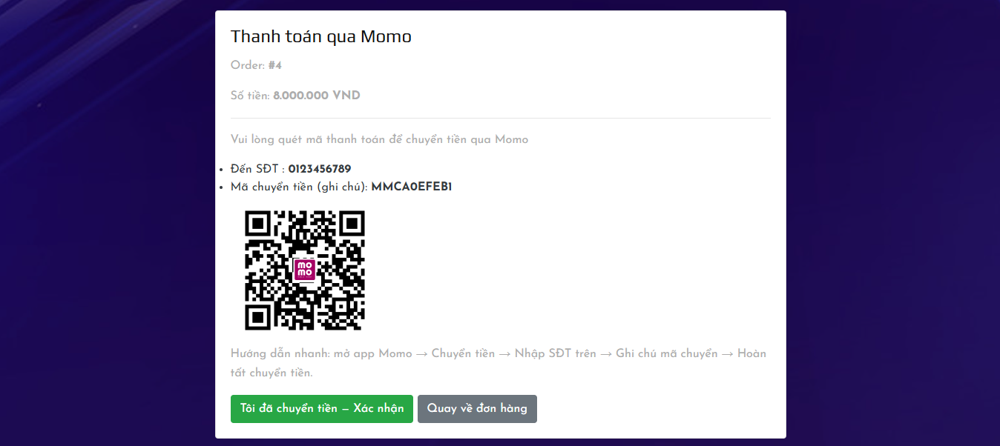 Thanh toán qua Momo
Order: #4
Số tiền: 8.000.000 VND
Vui lòng quét mã thanh toán để chuyển tiền qua Momo
Đến SĐT : 0123456789
Mã chuyển tiền (ghi chú): MMCA0EFEB1
mo
mo
Hướng dẫn nhanh: mở app Momo → Chuyển tiền → Nhập SĐT trên → Ghi chú mã chuyển → Hoàn
tất chuyển tiền.
Tôi đã chuyển tiền – Xác nhận
Quay về đơn hàng